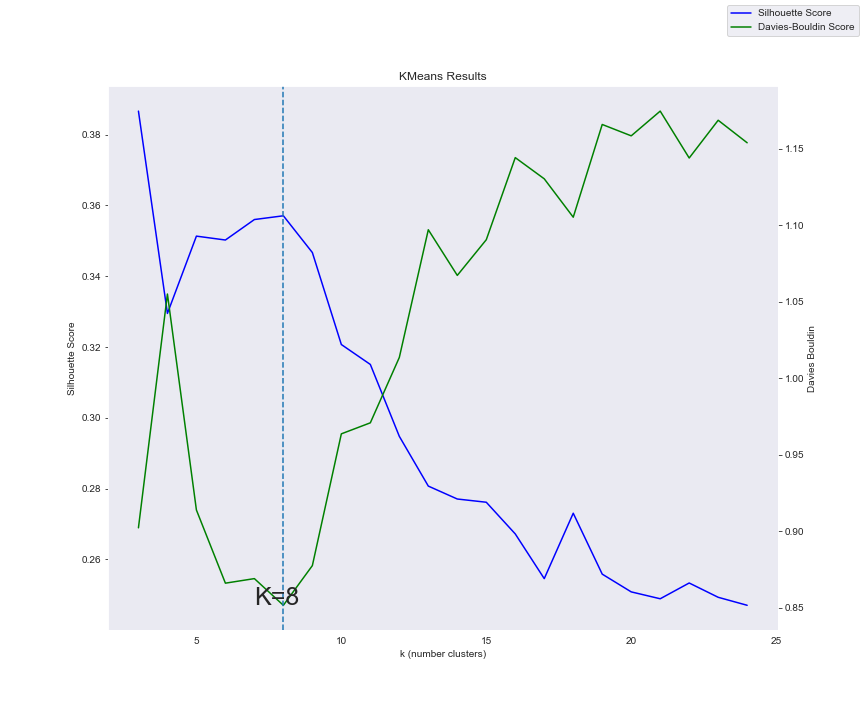 Silhouette Score
Davies-Bouldin Score
KMeans Results
Silhouette Score
0.38
0.36
0.34
0.32
0.30
0.28
0.26
1.15
1.10
1.05
1.00
0.95
0.90
0.85
Davies Bouldin
K=8
5
10
15
20
25
k (number clusters)